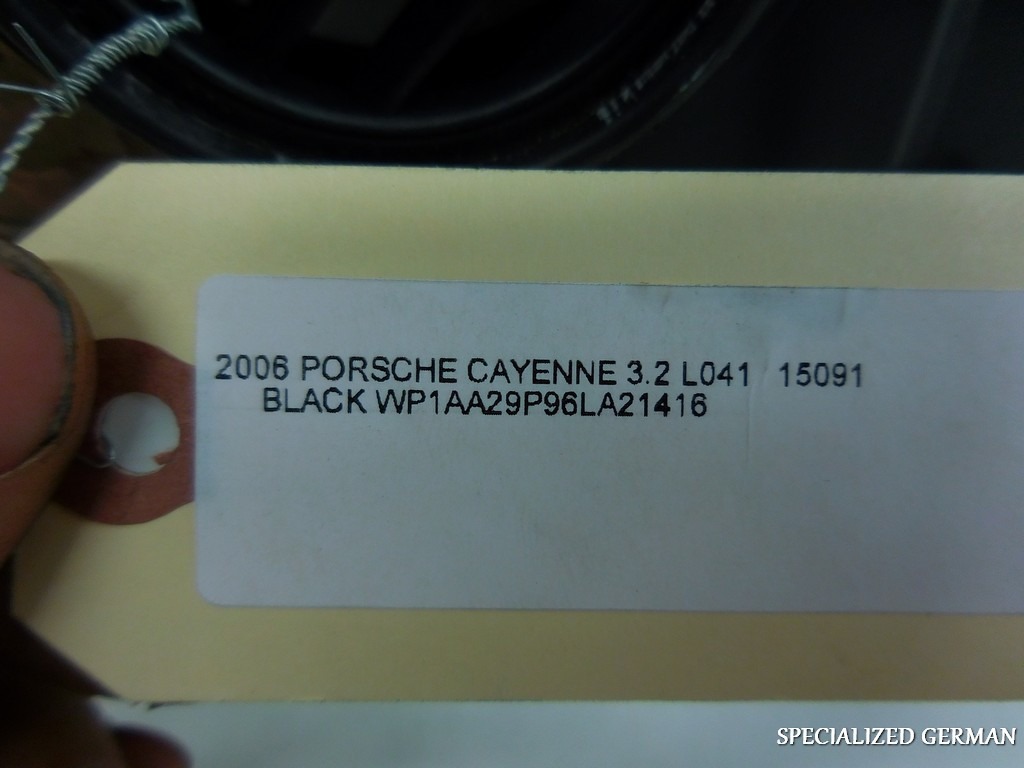 2006 PORSCHE CAYENNE 3.2 L041 15091
BLACK WP1AA29P96LA21416
SPECIALIZED GERMAN